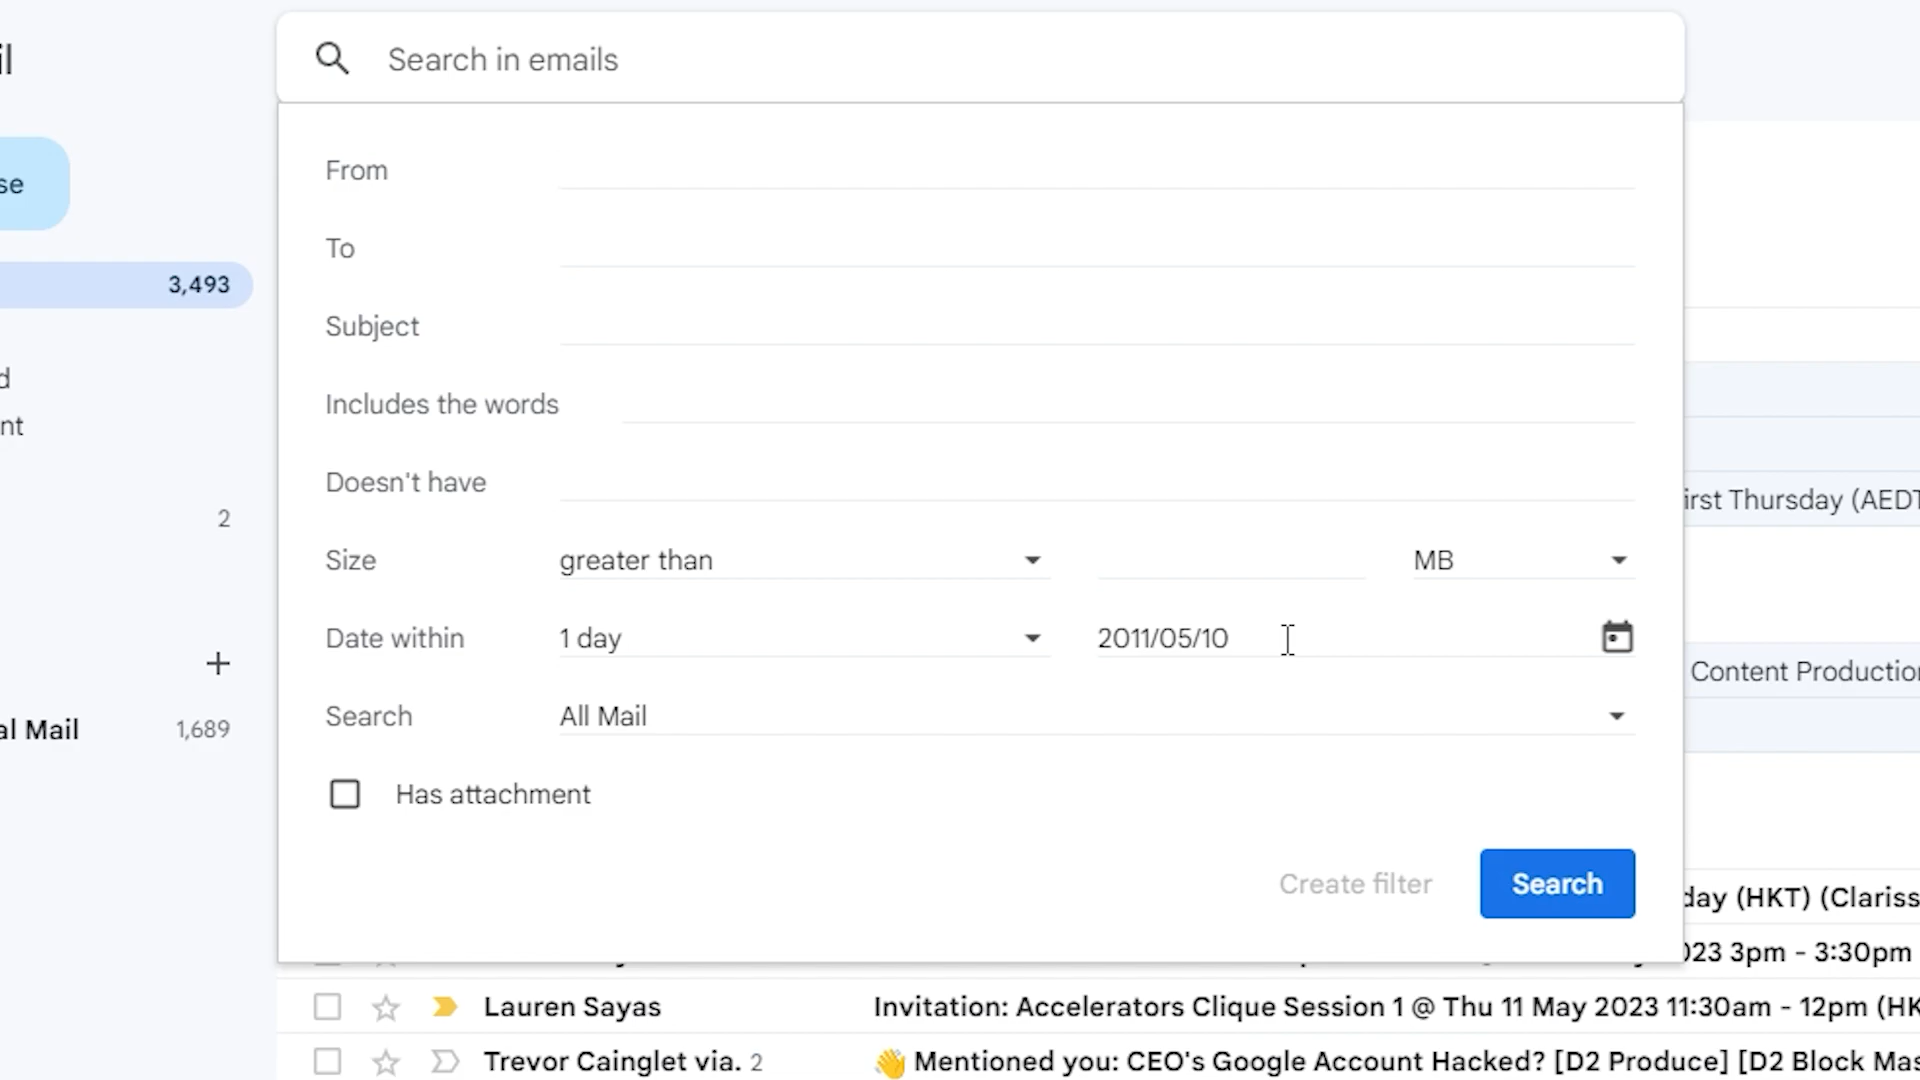 il
Search in emails
se
From
To
3,493
Subject
d
Includes the words
nt
Doesn't have
irst Thursday (AEDT
2
Size greater than MB
Date within 1 day 2011/05/10
+
Content Production
Search All Mail
al Mail 1,689
Has attachment
Create filter Search
day (HKT) (Clariss
023 3pm - 3:30pm
Lauren Sayas Invitation: Accelerators Clique Session 1 @ Thu 11 May 2023 11:30am - 12pm (HK
Trevor Cainglet via. 2 👋 Mentioned you: CEO's Google Account Hacked? [D2 Produce] [D2 Block Mas